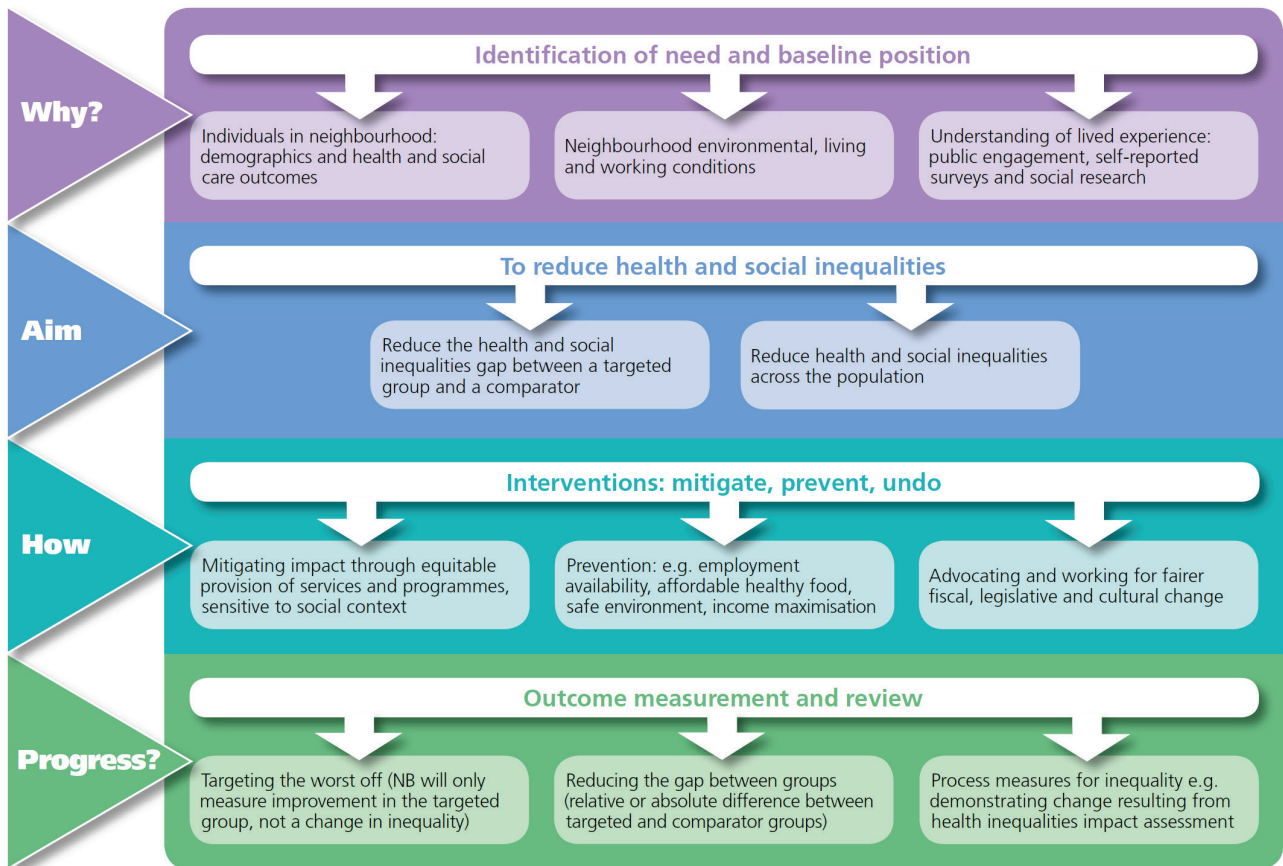 Why?
Identification of need and baseline position
Individuals in neighbourhood:
demographics and health and social
care outcomes
Neighbourhood environmental, living
and working conditions
Understanding of lived experience:
public engagement, self-reported
surveys and social research
Aim
To reduce health and social inequalities
Reduce the health and social
inequalities gap between a targeted
group and a comparator
Reduce health and social inequalities
across the population
How
Interventions: mitigate, prevent, undo
Mitigating impact through equitable
provision of services and programmes,
sensitive to social context
Prevention: e.g. employment
availability, affordable healthy food,
safe environment, income maximisation
Advocating and working for fairer
fiscal, legislative and cultural change
Progress?
Outcome measurement and review
Targeting the worst off (NB will only
measure improvement in the targeted
group, not a change in inequality)
Reducing the gap between groups
(relative or absolute difference between
targeted and comparator groups)
Process measures for inequality e.g.
demonstrating change resulting from
health inequalities impact assessment